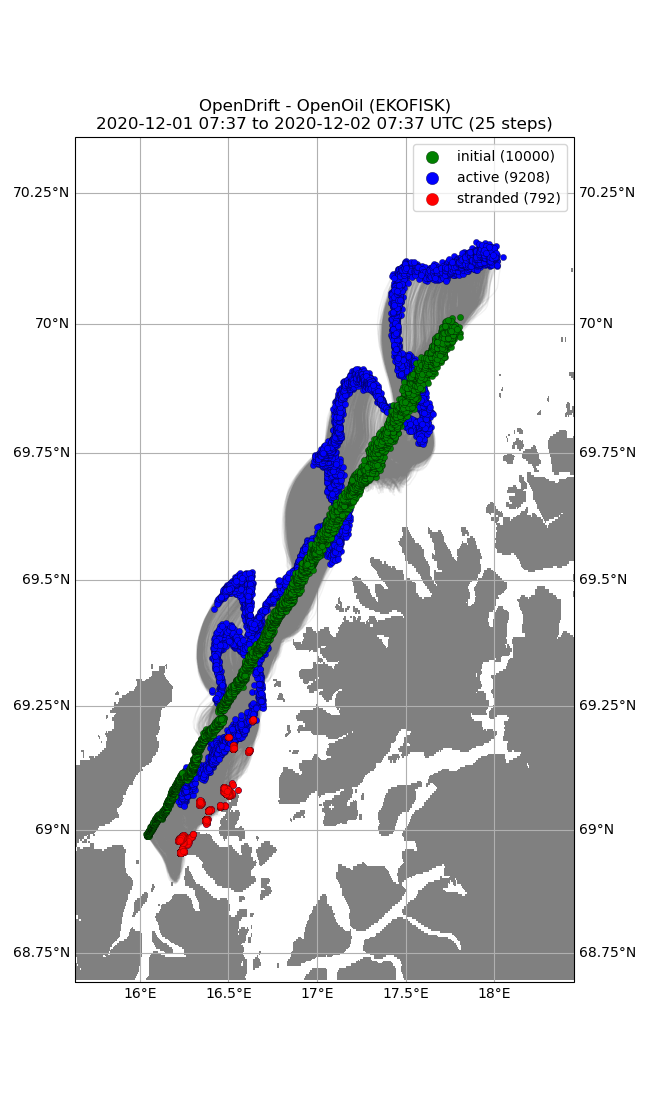 OpenDrift - OpenOil (EKOFISK)
2020-12-01 07:37 to 2020-12-02 07:37 UTC (25 steps)
initial (10000)
active (9208)
stranded (792)
70.25°N 70.25°N
70°N 70°N
69.75°N 69.75°N
69.5°N 69.5°N
69.25°N 69.25°N
69°N 69°N
68.75°N 68.75°N
16°E 16.5°E 17°E 17.5°E 18°E